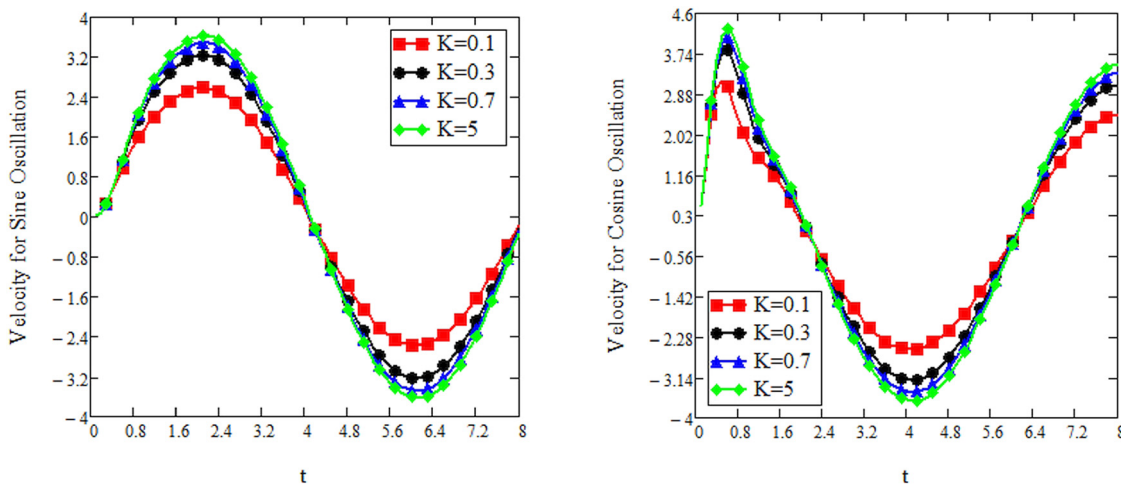 Velocity for Sine Oscillation
4
3.2
2.4
1.6
0.8
0
−0.8
−1.6
−2.4
−3.2
−4
K=0.1
K=0.3
K=0.7
K=5
0 0.8 1.6 2.4 3.2 4 4.8 5.6 6.4 7.2 8
t
Velocity for Cosine Oscillation
4.6
3.74
2.88
2.02
1.16
0.3
−0.56
−1.42
−2.28
−3.14
−4
K=0.1
K=0.3
K=0.7
K=5
0 0.8 1.6 2.4 3.2 4 4.8 5.6 6.4 7.2 8
t